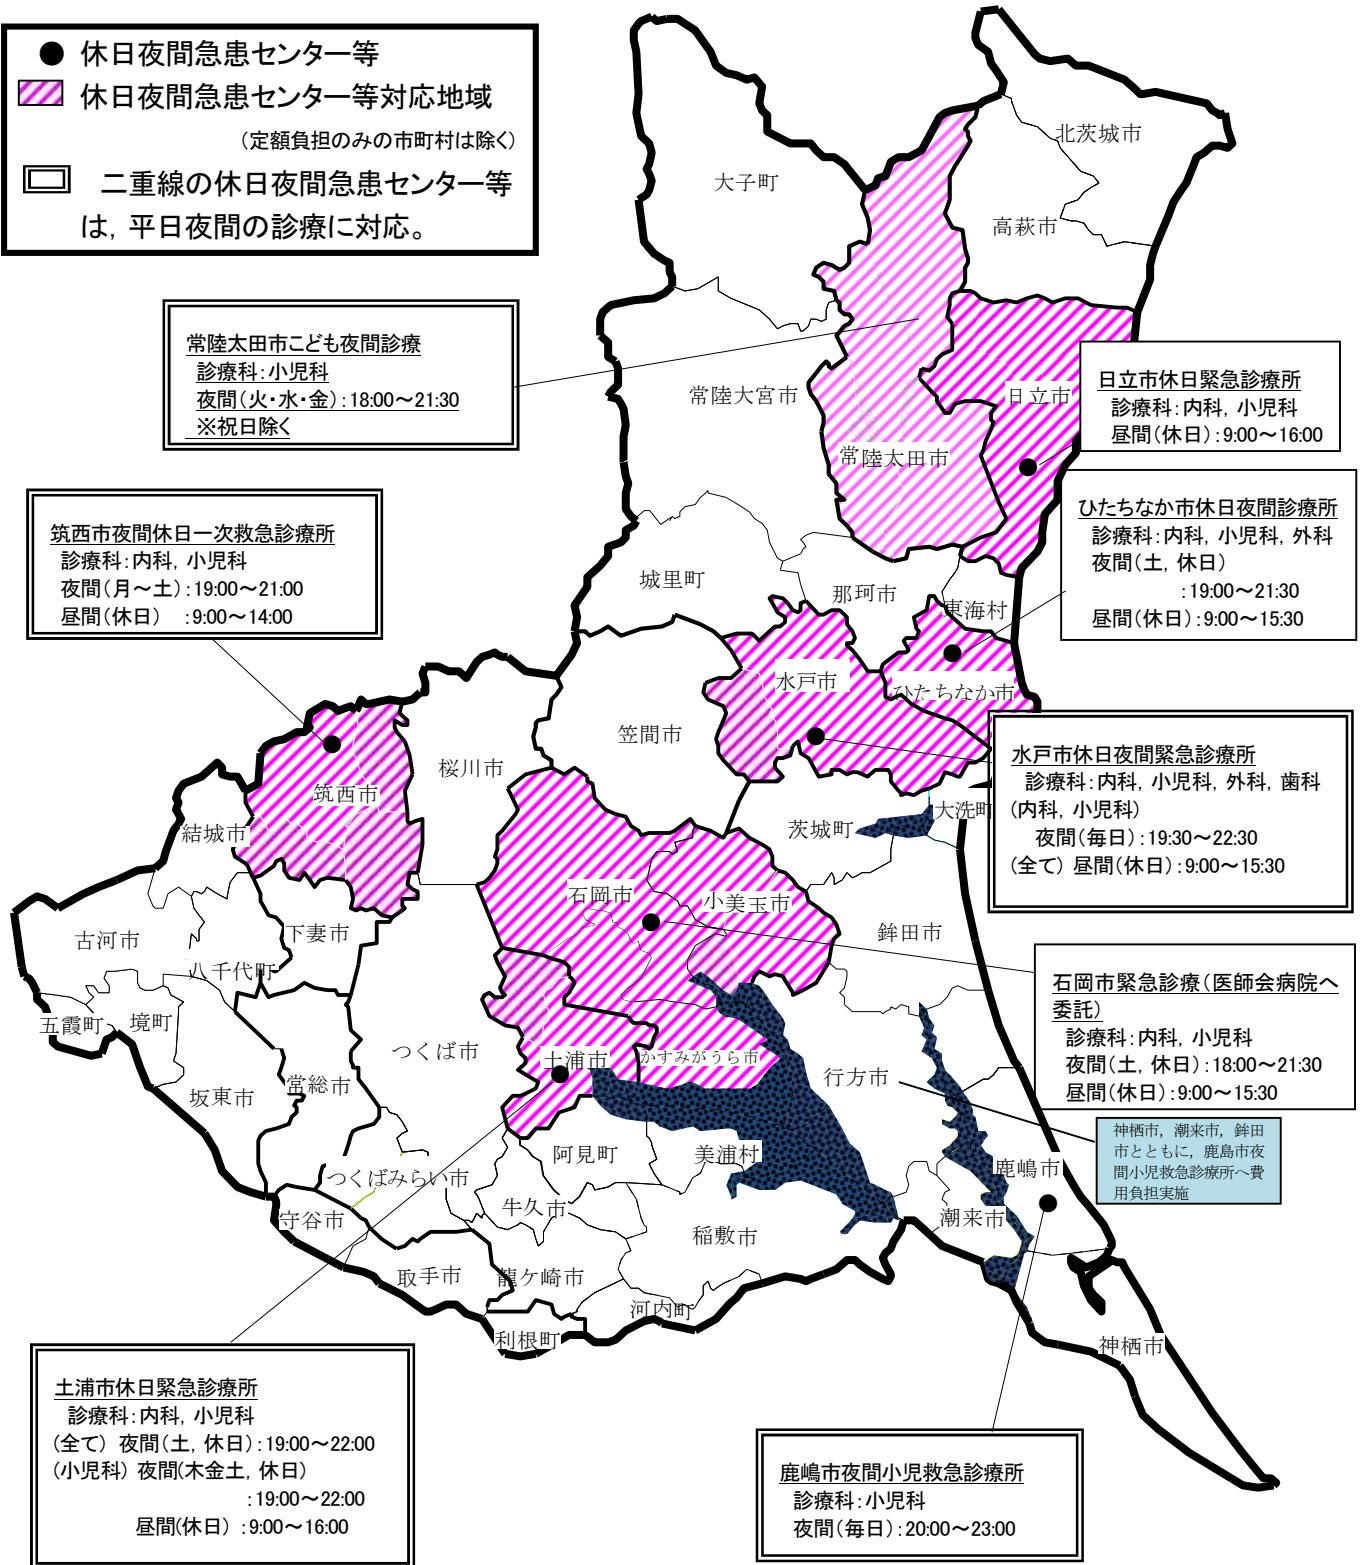 ● 休日夜間急患センター等
休日夜間急患センター等対応地域
(定額負担のみの市町村は除く)
二重線の休日夜間急患センター等
は，平日夜間の診療に対応。
北茨城市
大子町
高萩市
常陸太田市こども夜間診療
診療科：小児科
夜間（火・水・金）：18:00～21:30
※祝日除く
常陸大宮市
日立市
常陸太田市
日立市休日緊急診療所
診療科：内科，小児科
昼間（休日）：9:00～16:00
筑西市夜間休日一次救急診療所
診療科：内科，小児科
夜間（月～土）：19:00～21:00
昼間（休日）　：9:00～14:00
ひたちなか市休日夜間診療所
診療科：内科，小児科，外科
夜間（土，休日）
：19:00～21:30
昼間（休日）：9:00～15:30
城里町
那珂市
東海村
水戸市
ひたちなか市
笠間市
桜川市
筑西市
結城市
茨城町
大洗町
水戸市休日夜間緊急診療所
診療科：内科，小児科，外科，歯科
(内科，小児科)
夜間（毎日）：19:30～22:30
(全て) 昼間（休日）：9:00～15:30
石岡市
小美玉市
鉾田市
古河市
下妻市
八千代町
五霞町
境町
つくば市
土浦市
かすみがうら市
行方市
坂東市
常総市
石岡市緊急診療（医師会病院へ
委託）
診療科：内科，小児科
夜間（土，休日）：18:00～21:30
昼間（休日）：9:00～15:30
神栖市，潮来市，鉾田
市とともに，鹿島市夜
間小児救急診療所へ費
用負担実施
阿見町
美浦村
鹿嶋市
つくばみらい市
守谷市
牛久市
稲敷市
潮来市
取手市
龍ケ崎市
河内町
利根町
神栖市
土浦市休日緊急診療所
診療科：内科，小児科
(全て) 夜間（土，休日）：19:00～22:00
(小児科) 夜間(木金土，休日)
：19:00～22:00
昼間(休日) ：9:00～16:00
鹿嶋市夜間小児救急診療所
診療科：小児科
夜間（毎日）：20:00～23:00